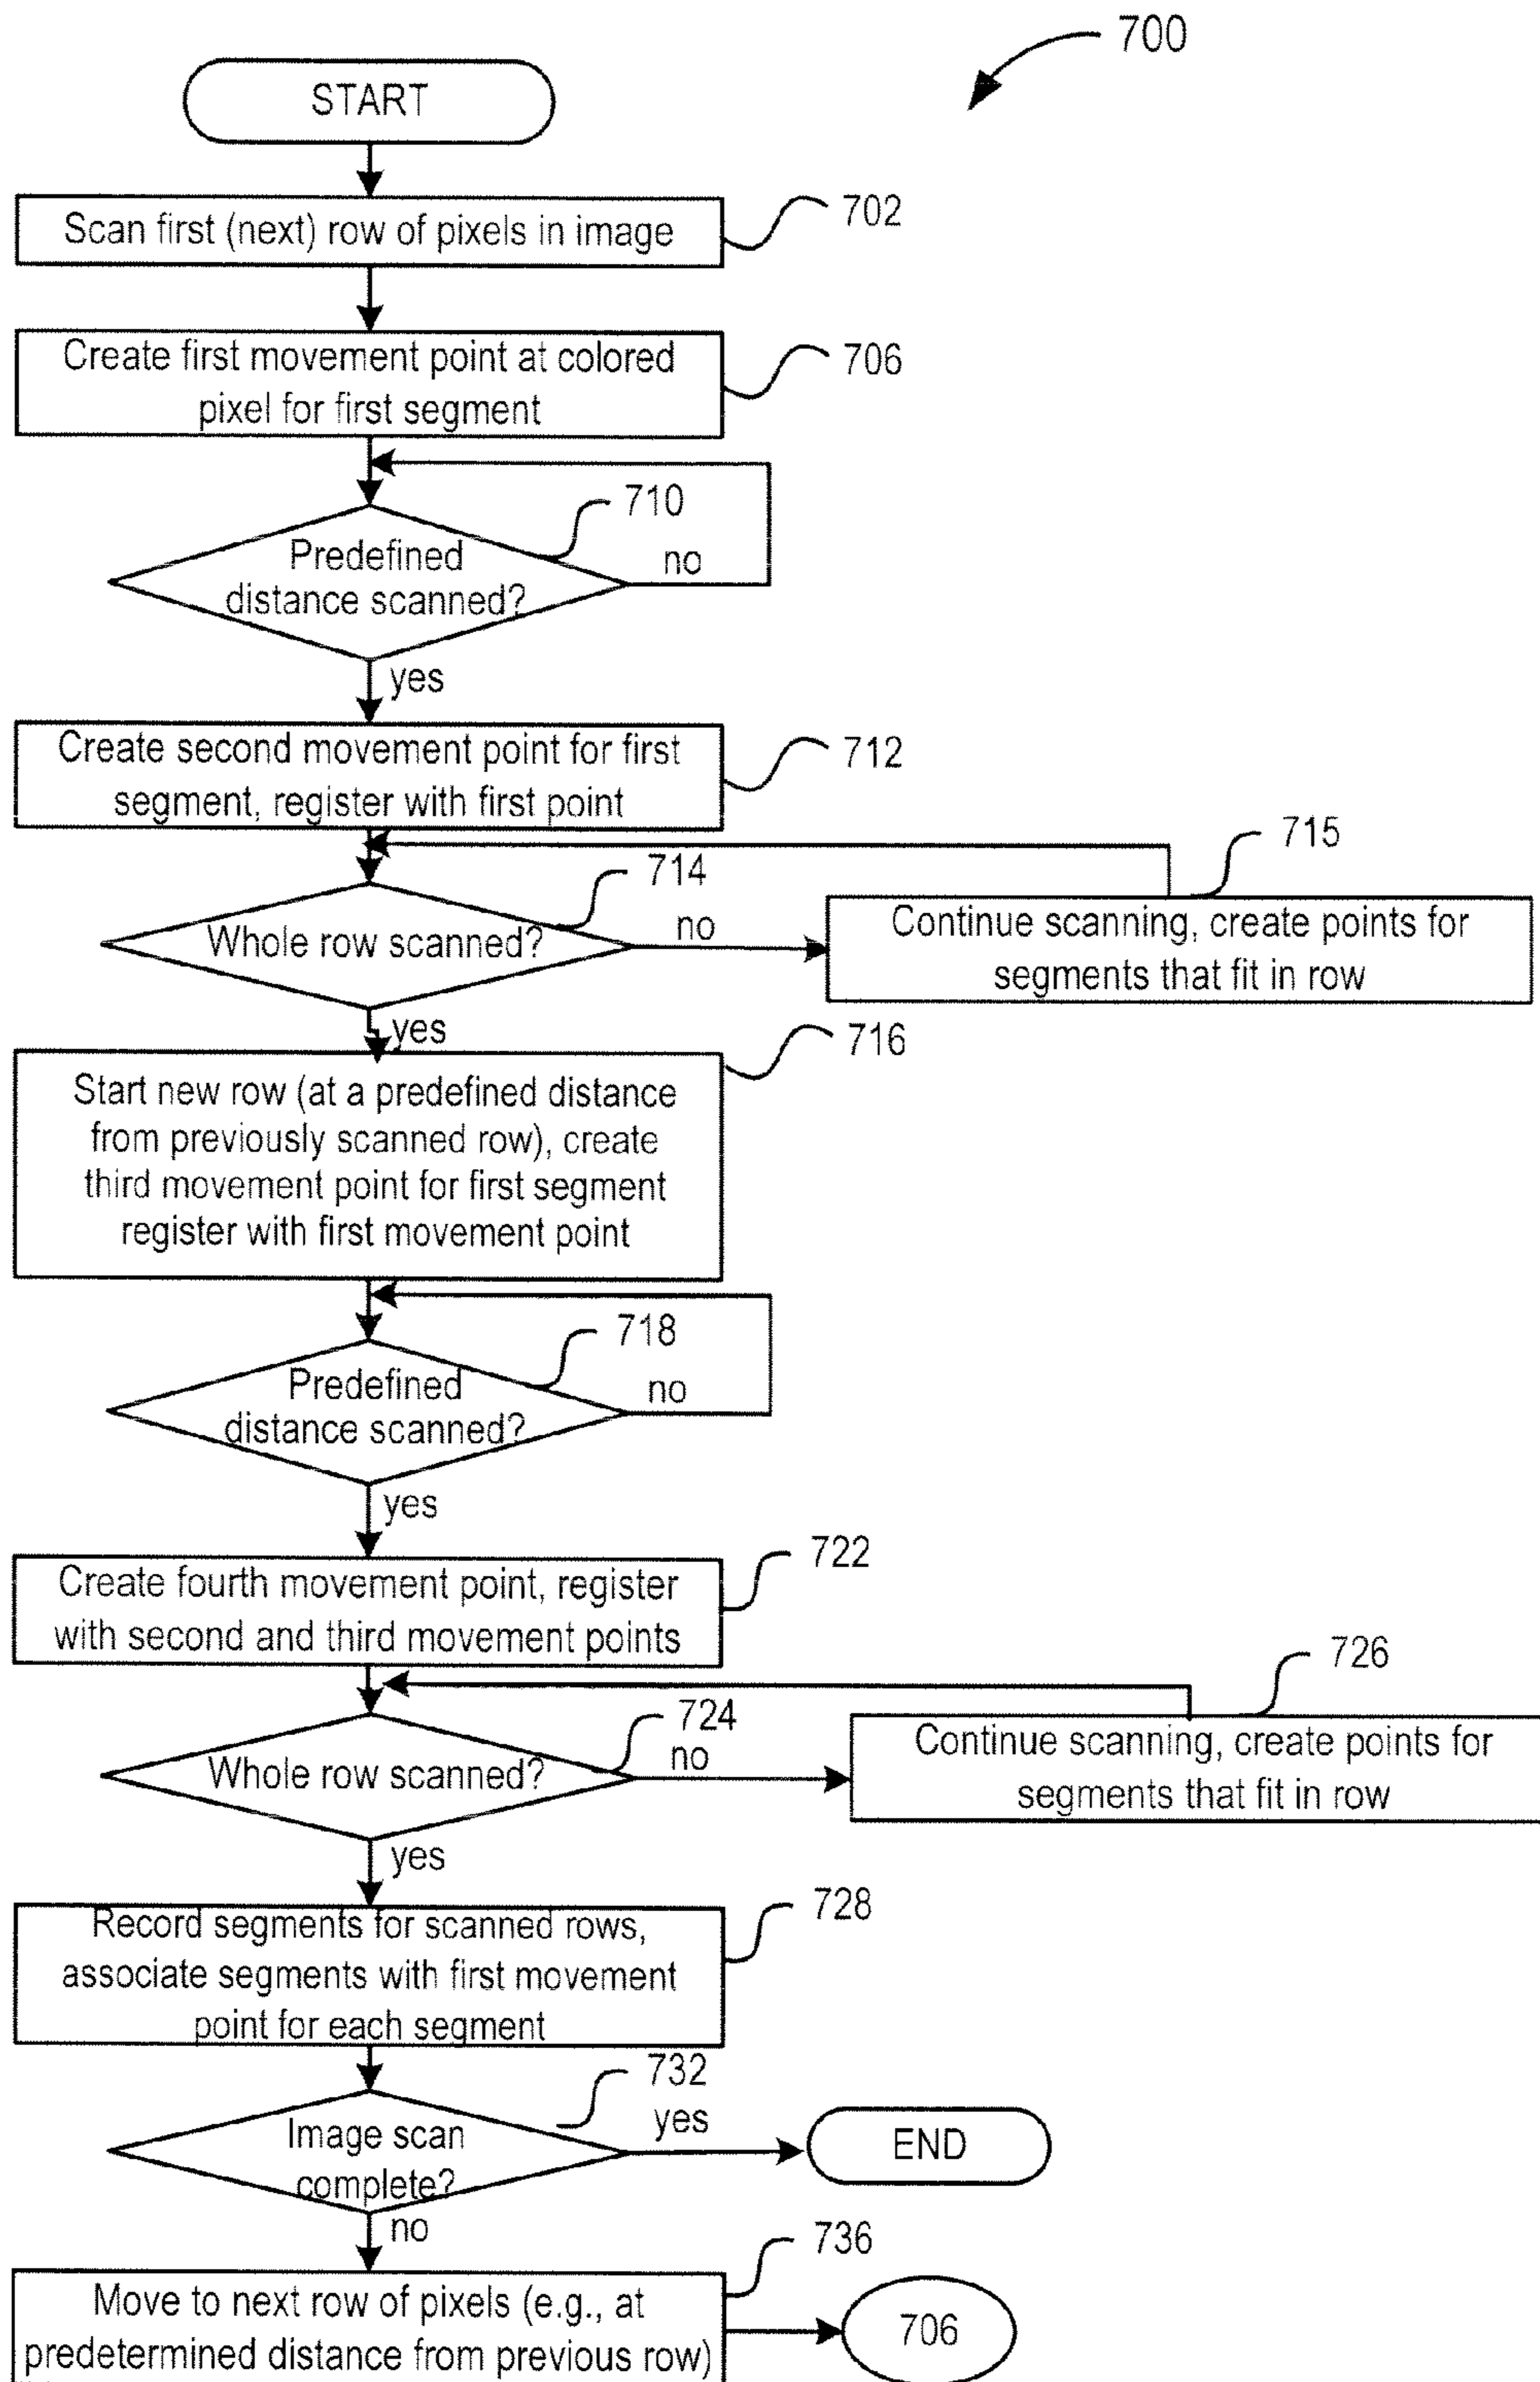 700
START
Scan first (next) row of pixels in image
702
Create first movement point at colored
pixel for first segment
706
710
Predefined
distance scanned?
no
yes
Create second movement point for first
segment, register with first point
712
714
Whole row scanned?
no
715
Continue scanning, create points for
segments that fit in row
yes
716
Start new row (at a predefined distance
from previously scanned row), create
third movement point for first segment
register with first movement point
718
Predefined
distance scanned?
no
yes
Create fourth movement point, register
with second and third movement points
722
724
Whole row scanned?
no
726
Continue scanning, create points for
segments that fit in row
yes
Record segments for scanned rows,
associate segments with first movement
point for each segment
728
732
Image scan
complete?
yes
END
no
Move to next row of pixels (e.g., at
predetermined distance from previous row)
736
706